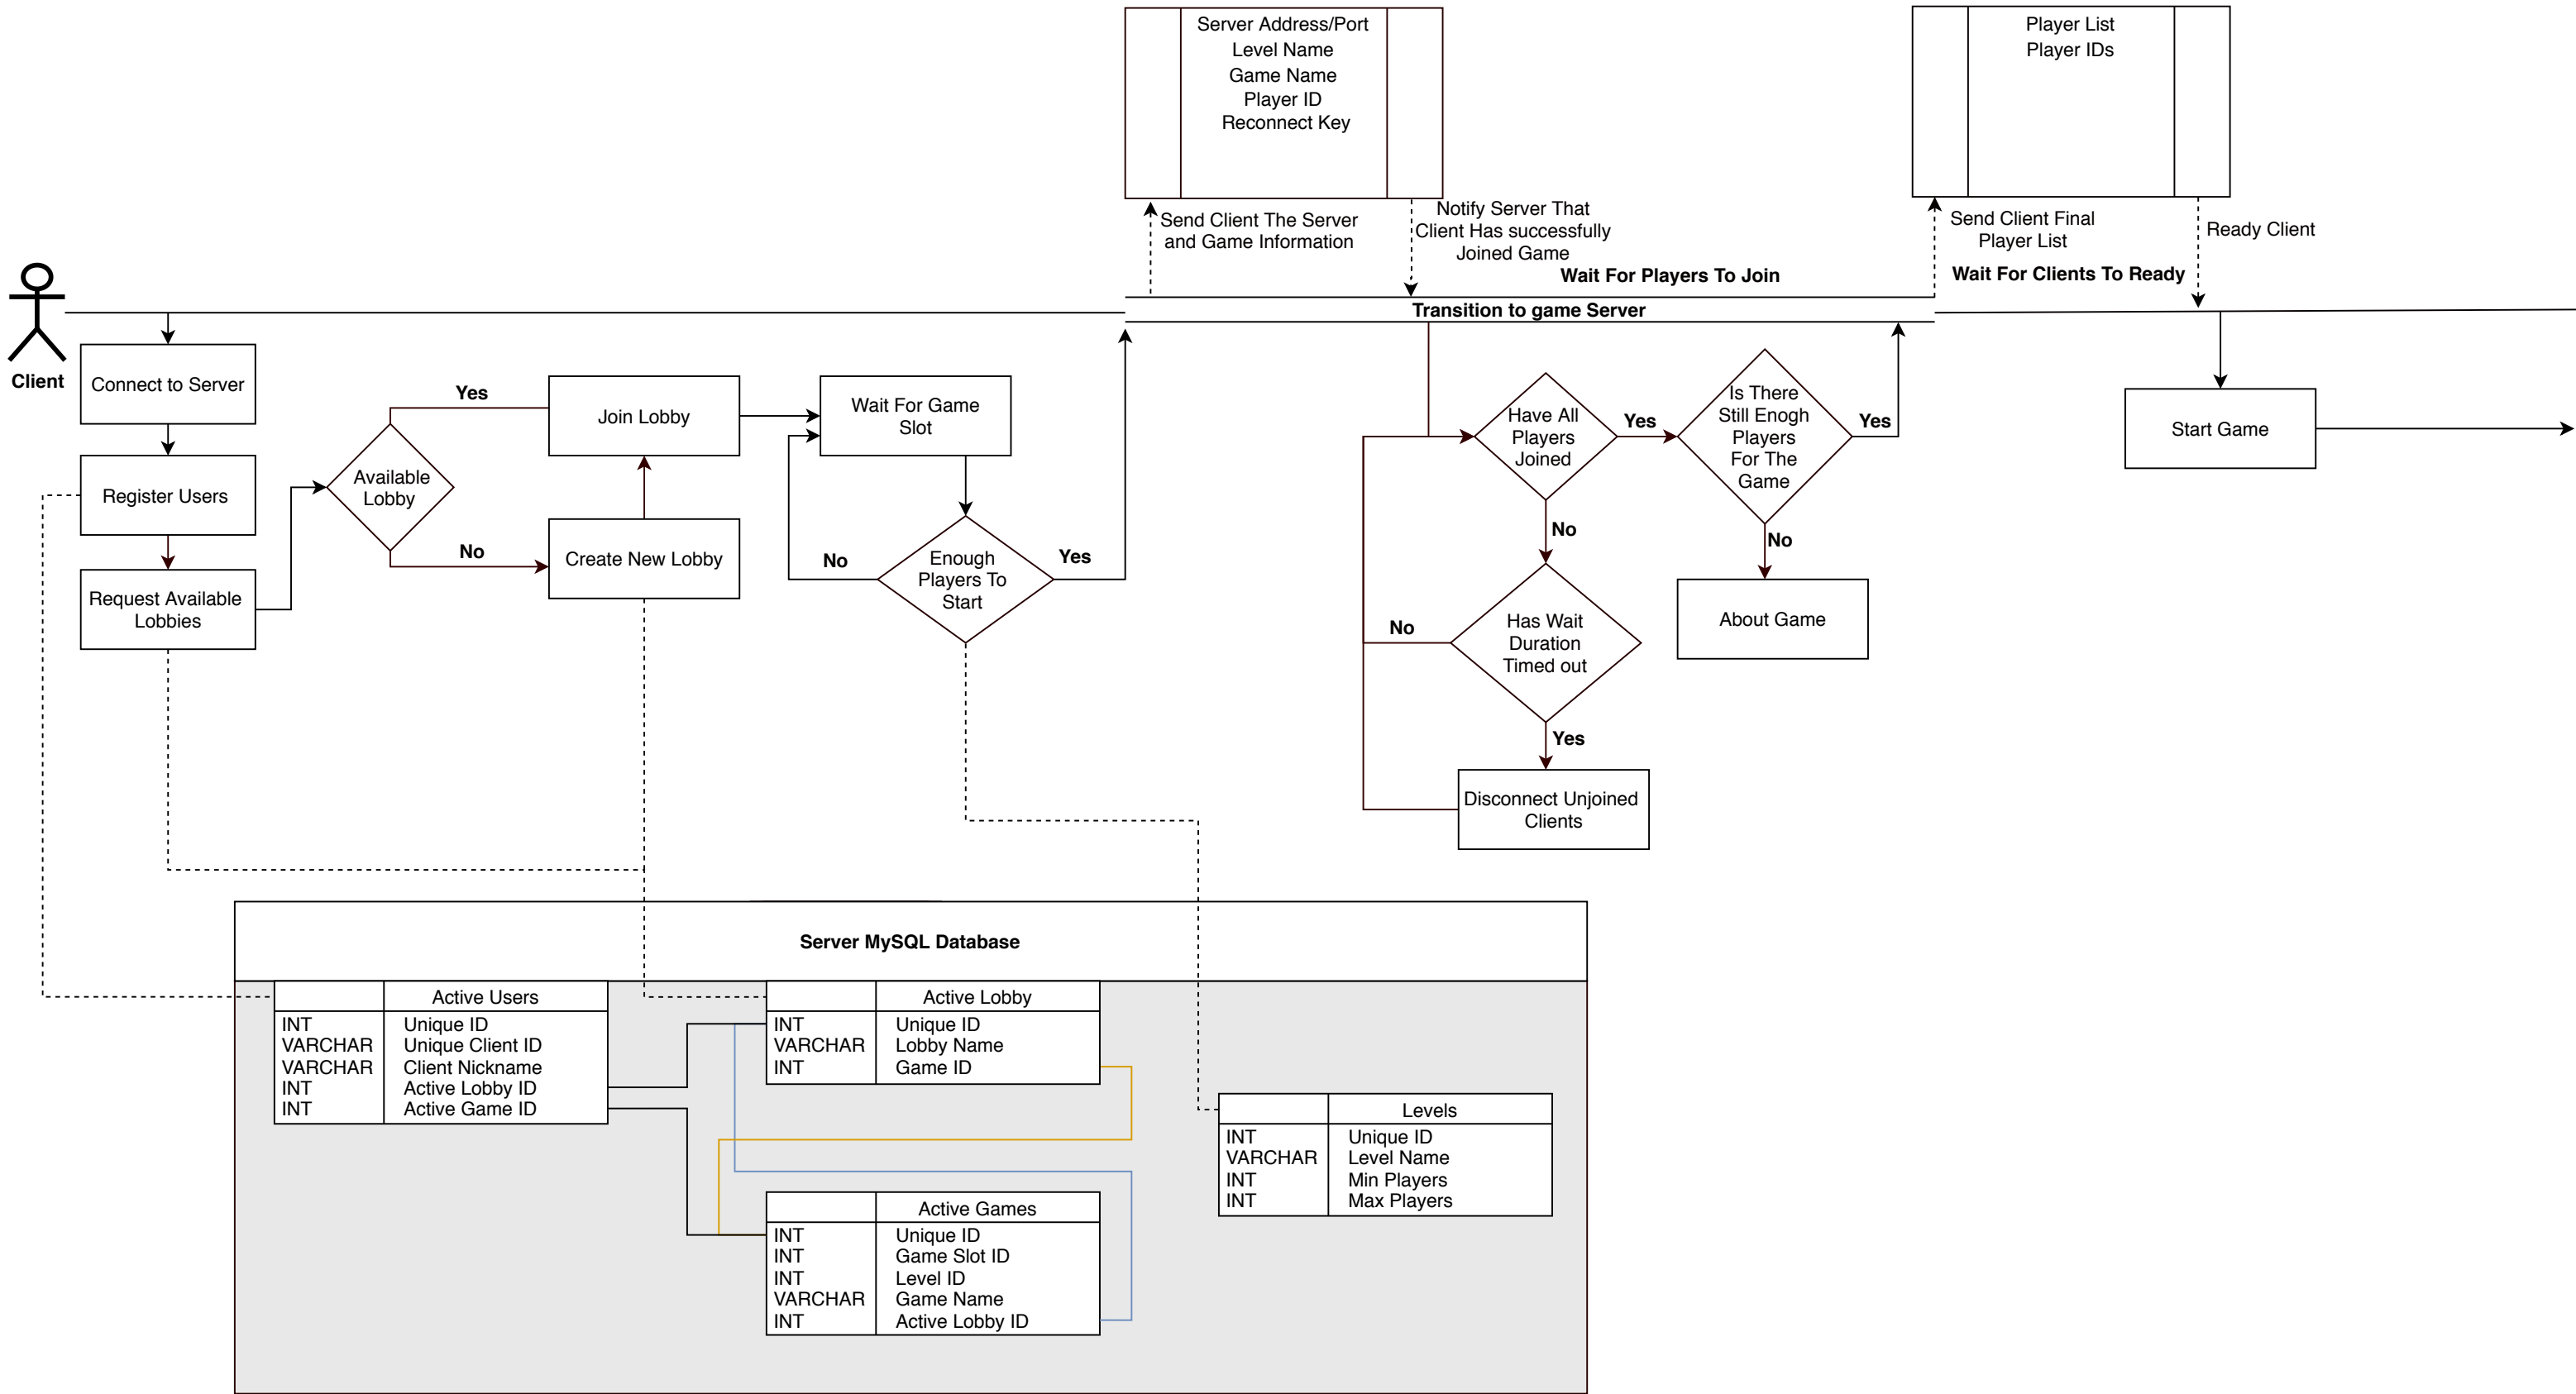 Server Address/Port
Level Name
Game Name
Player ID
Reconnect Key
Player List
Player IDs
Send Client The Server
and Game Information
Notify Server That
Client Has successfully
Joined Game
Wait For Players To Join
Send Client Final
Player List
Ready Client
Wait For Clients To Ready
Transition to game Server
Client
Connect to Server
Register Users
Request Available
Lobbies
Available
Lobby
Yes
No
Join Lobby
Create New Lobby
Wait For Game
Slot
Enough
Players To
Start
No
Yes
Have All
Players
Joined
Yes
No
Is There
Still Enogh
Players
For The
Game
Yes
No
About Game
Has Wait
Duration
Timed out
No
Yes
Disconnect Unjoined
Clients
Start Game
Server MySQL Database
Active Users
INT Unique ID
VARCHAR Unique Client ID
VARCHAR Client Nickname
INT Active Lobby ID
INT Active Game ID
Active Lobby
INT Unique ID
VARCHAR Lobby Name
INT Game ID
Levels
INT Unique ID
VARCHAR Level Name
INT Min Players
INT Max Players
Active Games
INT Unique ID
INT Game Slot ID
INT Level ID
VARCHAR Game Name
INT Active Lobby ID